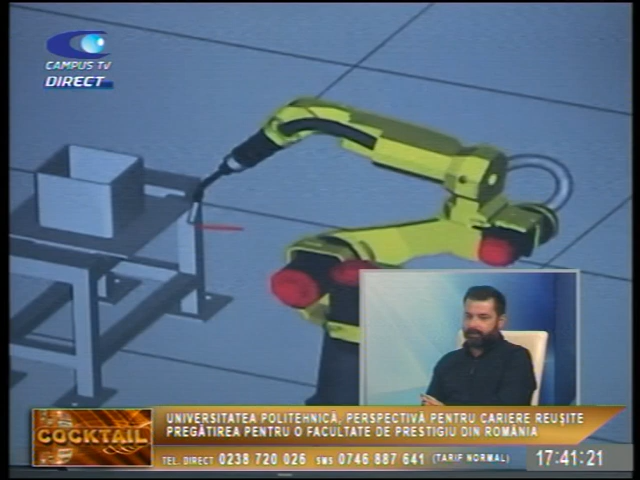 CAMPUS TV
DIRECT
COCKTAIL
UNIVERSITATEA POLITEHNICĂ, PERSPECTIVĂ PENTRU CARIERE REUȘITE
PREGĂTIREA PENTRU O FACULTATE DE PRESTIGIU DIN ROMÂNIA
TEL. DIRECT 0238 720 026 SMS 0746 887 641 (TARIF NORMAL) 17:41:21